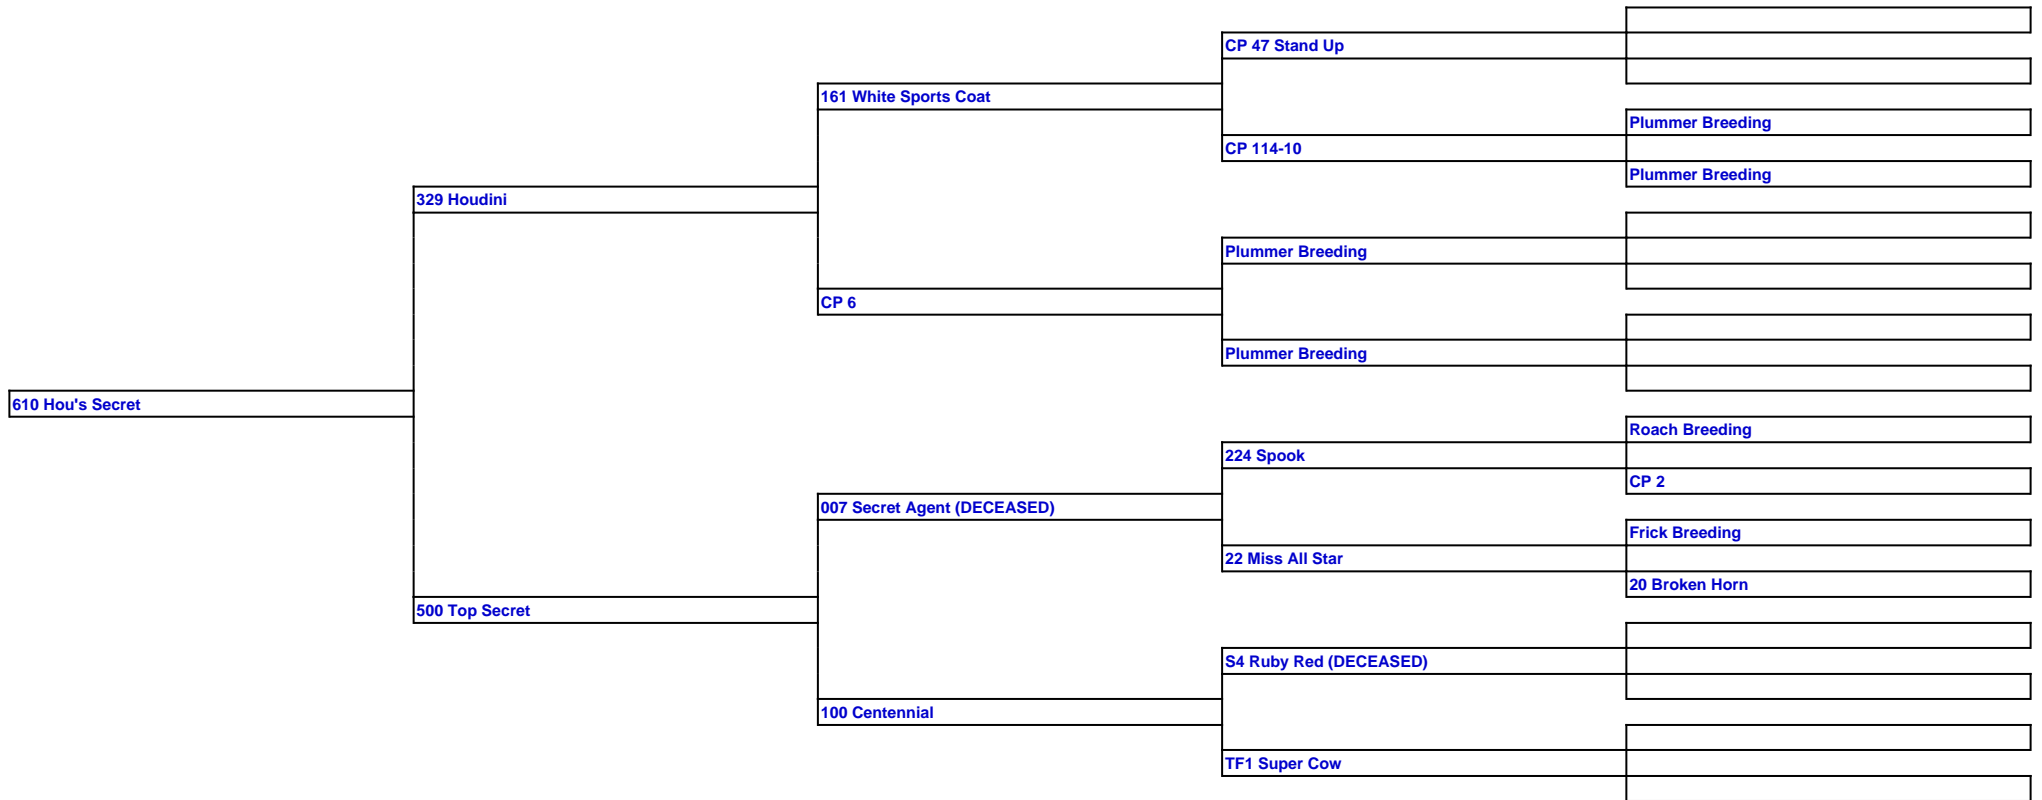 CP 47 Stand Up
161 White Sports Coat
Plummer Breeding
CP 114-10
Plummer Breeding
329 Houdini
Plummer Breeding
CP 6
Plummer Breeding
610 Hou's Secret
Roach Breeding
224 Spook
CP 2
007 Secret Agent (DECEASED)
Frick Breeding
22 Miss All Star
20 Broken Horn
500 Top Secret
S4 Ruby Red (DECEASED)
100 Centennial
TF1 Super Cow